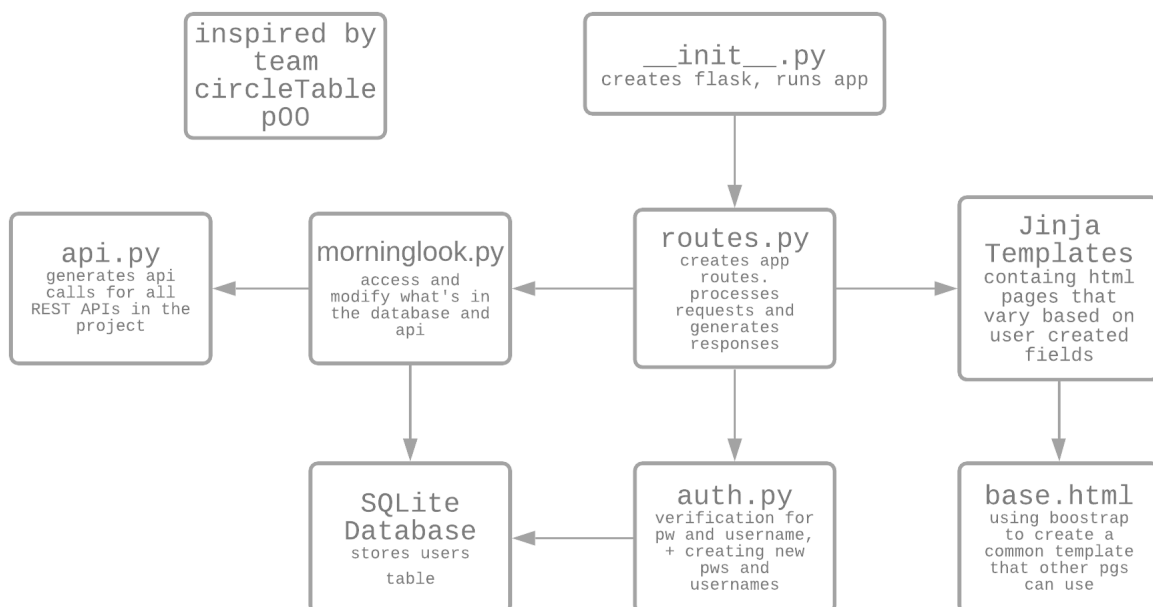 inspired by
team
circleTable
pOO
__init__.py
creates flask, runs app
api.py
generates api
calls for all
REST APIs in the
project
morninglook.py
access and
modify what's in
the database and
api
routes.py
creates app
routes.
processes
requests and
generates
responses
Jinja
Templates
containg html
pages that
vary based on
user created
fields
SQLite
Database
stores users
table
auth.py
verification for
pw and username,
+ creating new
pws and
usernames
base.html
using boostrap
to create a
common template
that other pgs
can use